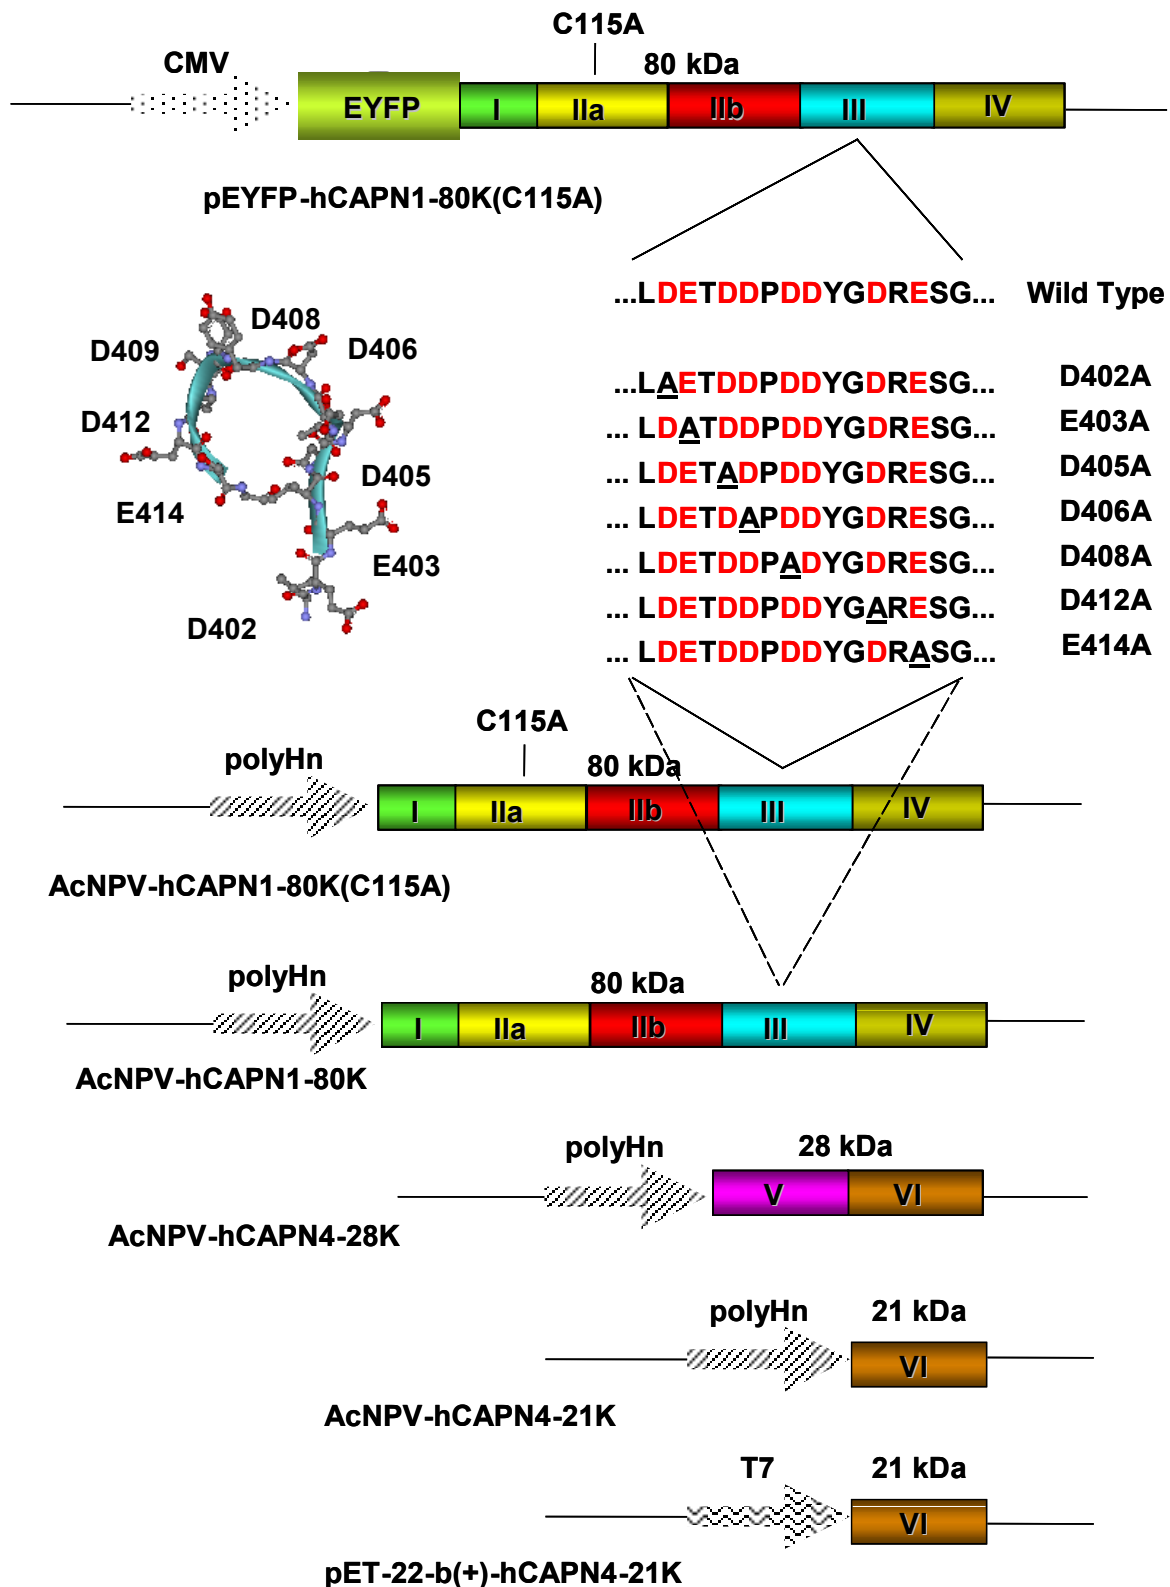 C115A
CMV
80 kDa
EYFP I IIa IIb III IV
pEYFP-hCAPN1-80K(C115A)
...LDETDDPDDYGDRESG... Wild Type
...LAETDDPDDYGDRESG... D402A
... LDATDDPDDYGDRESG... E403A
... LDETADPDDYGDRESG... D405A
... LDETDAPDDYGDRESG... D406A
... LDETDDPADYGDRESG... D408A
... LDETDDPDDYGARESG... D412A
... LDETDDPDDYGDRASG... E414A
D408
D409
D406
D412
D405
E414
E403
D402
C115A
polyHn
80 kDa
I IIa IIb III IV
AcNPV-hCAPN1-80K(C115A)
polyHn
80 kDa
I IIa IIb III IV
AcNPV-hCAPN1-80K
polyHn
28 kDa
V VI
AcNPV-hCAPN4-28K
polyHn
21 kDa
VI
AcNPV-hCAPN4-21K
T7
21 kDa
VI
pET-22-b(+)-hCAPN4-21K